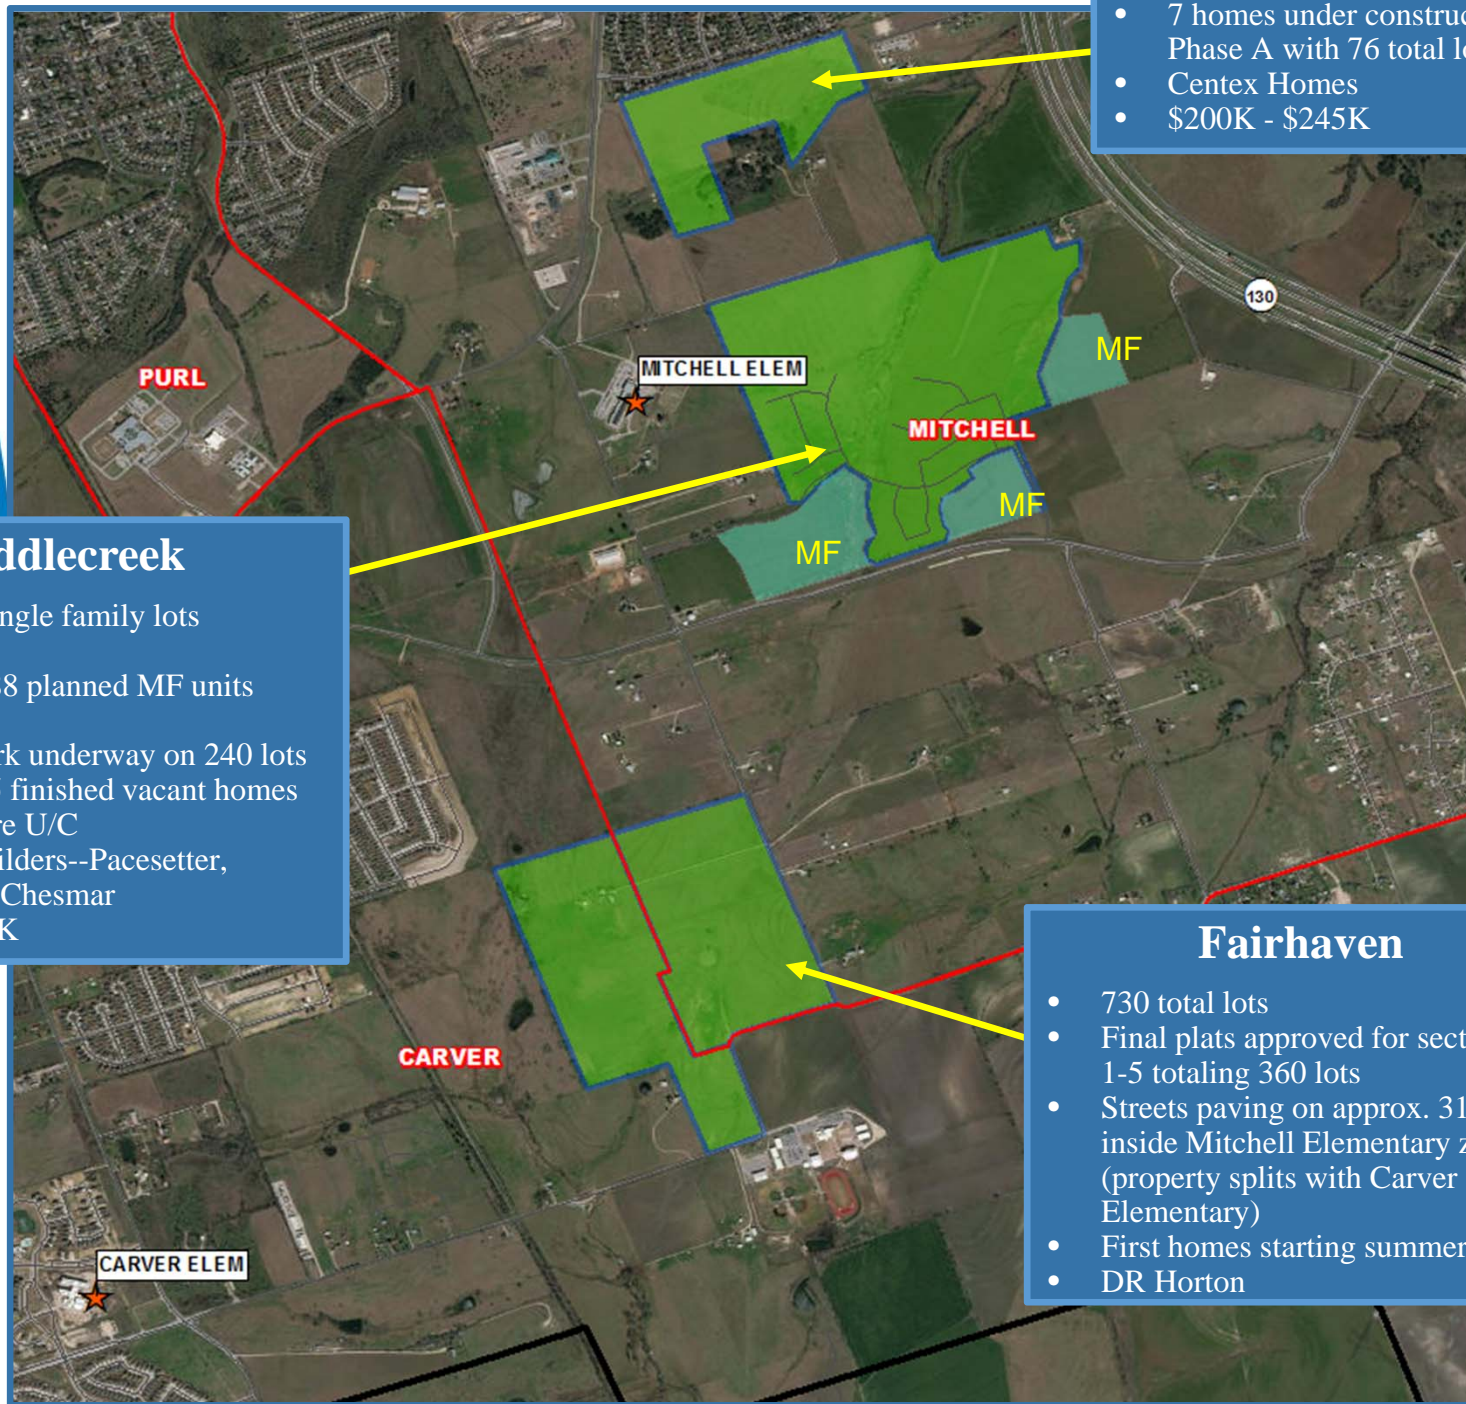 7 homes under construc
Phase A with 76 total l
Centex Homes
$200K - $245K
130
MF
PURL
MITCHELL ELEM
MITCHELL
MF
MF
ddlecreek
ngle family lots
8 planned MF units
rk underway on 240 lots
finished vacant homes
re U/C
ilders--Pacesetter,
Chesmar
K
Fairhaven
730 total lots
Final plats approved for sect
1-5 totaling 360 lots
Streets paving on approx. 31
inside Mitchell Elementary z
(property splits with Carver
Elementary)
First homes starting summer
DR Horton
CARVER
CARVER ELEM